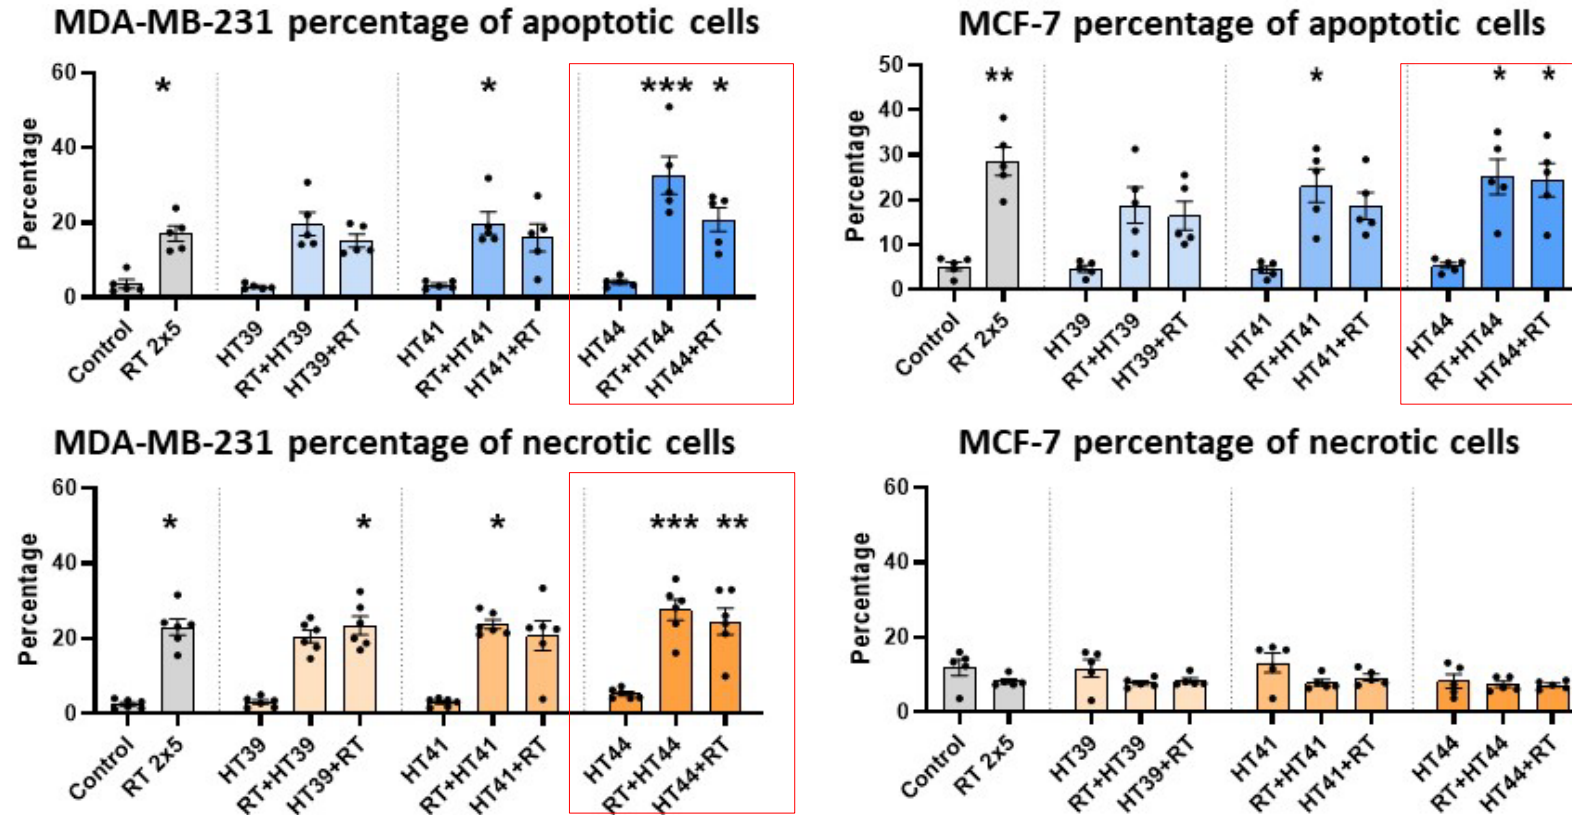 MDA-MB-231 percentage of apoptotic cells
Percentage
60
40
20
0
*
*
*** *
Control
RT 2x5
HT39
RT+HT39
HT39+RT
HT41
RT+HT41
HT41+RT
HT44
RT+HT44
HT44+RT
MCF-7 percentage of apoptotic cells
Percentage
50
40
30
20
10
0
**
*
* *
Control
RT 2x5
HT39
RT+HT39
HT39+RT
HT41
RT+HT41
HT41+RT
HT44
RT+HT44
HT44+RT
MDA-MB-231 percentage of necrotic cells
Percentage
60
40
20
0
*
*
*
*** **
Control
RT 2x5
HT39
RT+HT39
HT39+RT
HT41
RT+HT41
HT41+RT
HT44
RT+HT44
HT44+RT
MCF-7 percentage of necrotic cells
Percentage
60
40
20
0
Control
RT 2x5
HT39
RT+HT39
HT39+RT
HT41
RT+HT41
HT41+RT
HT44
RT+HT44
HT44+RT